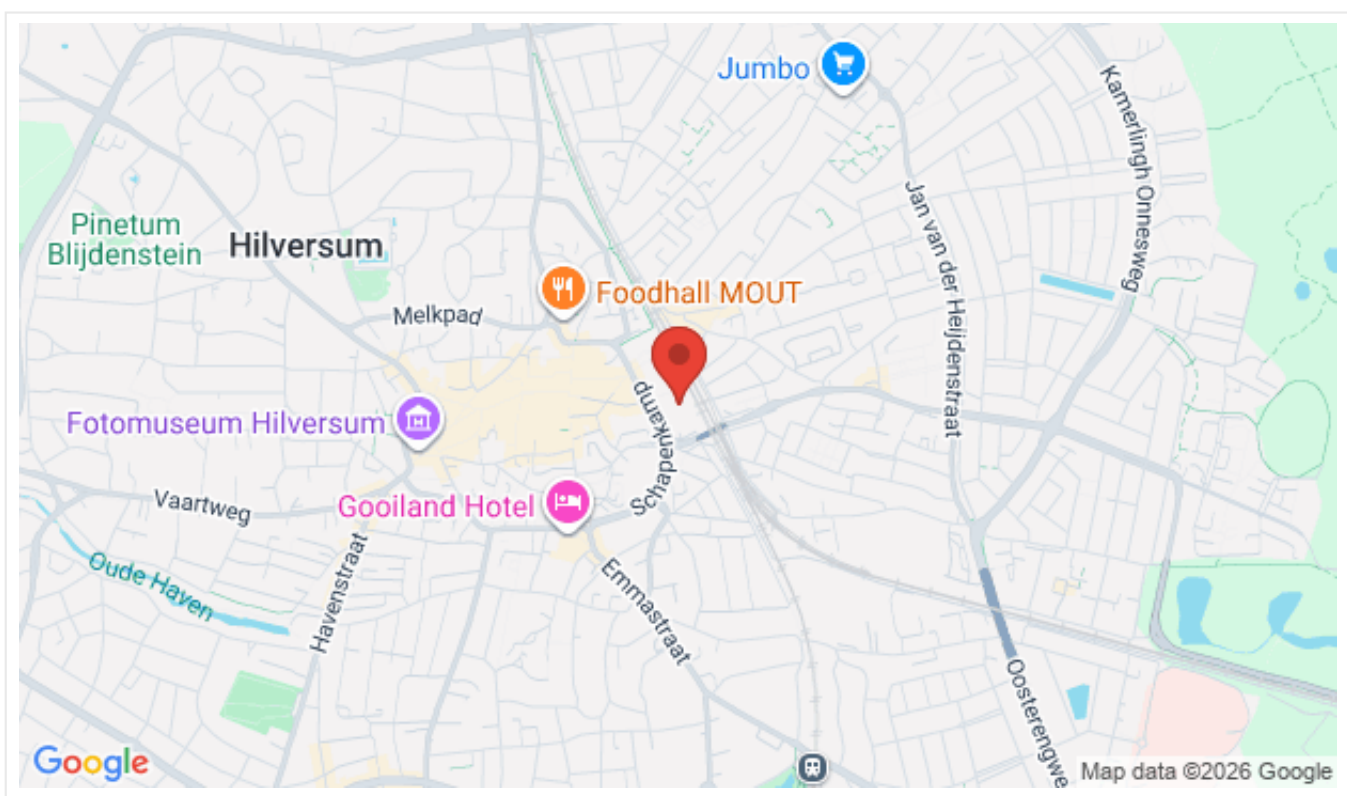 Jumbo
Kamerlingh Onnesweg
Jan van der Heijdenstraat
Pinetum
Blijdenstein
Hilversum
Foodhall MOUT
Melkpad
Schapenkamp
Fotomuseum Hilversum
Vaartweg
Gooiland Hotel
Oude Haven
Havenstraat
Emmastraat
Oosterengwe
Google
Map data ©2026 Google